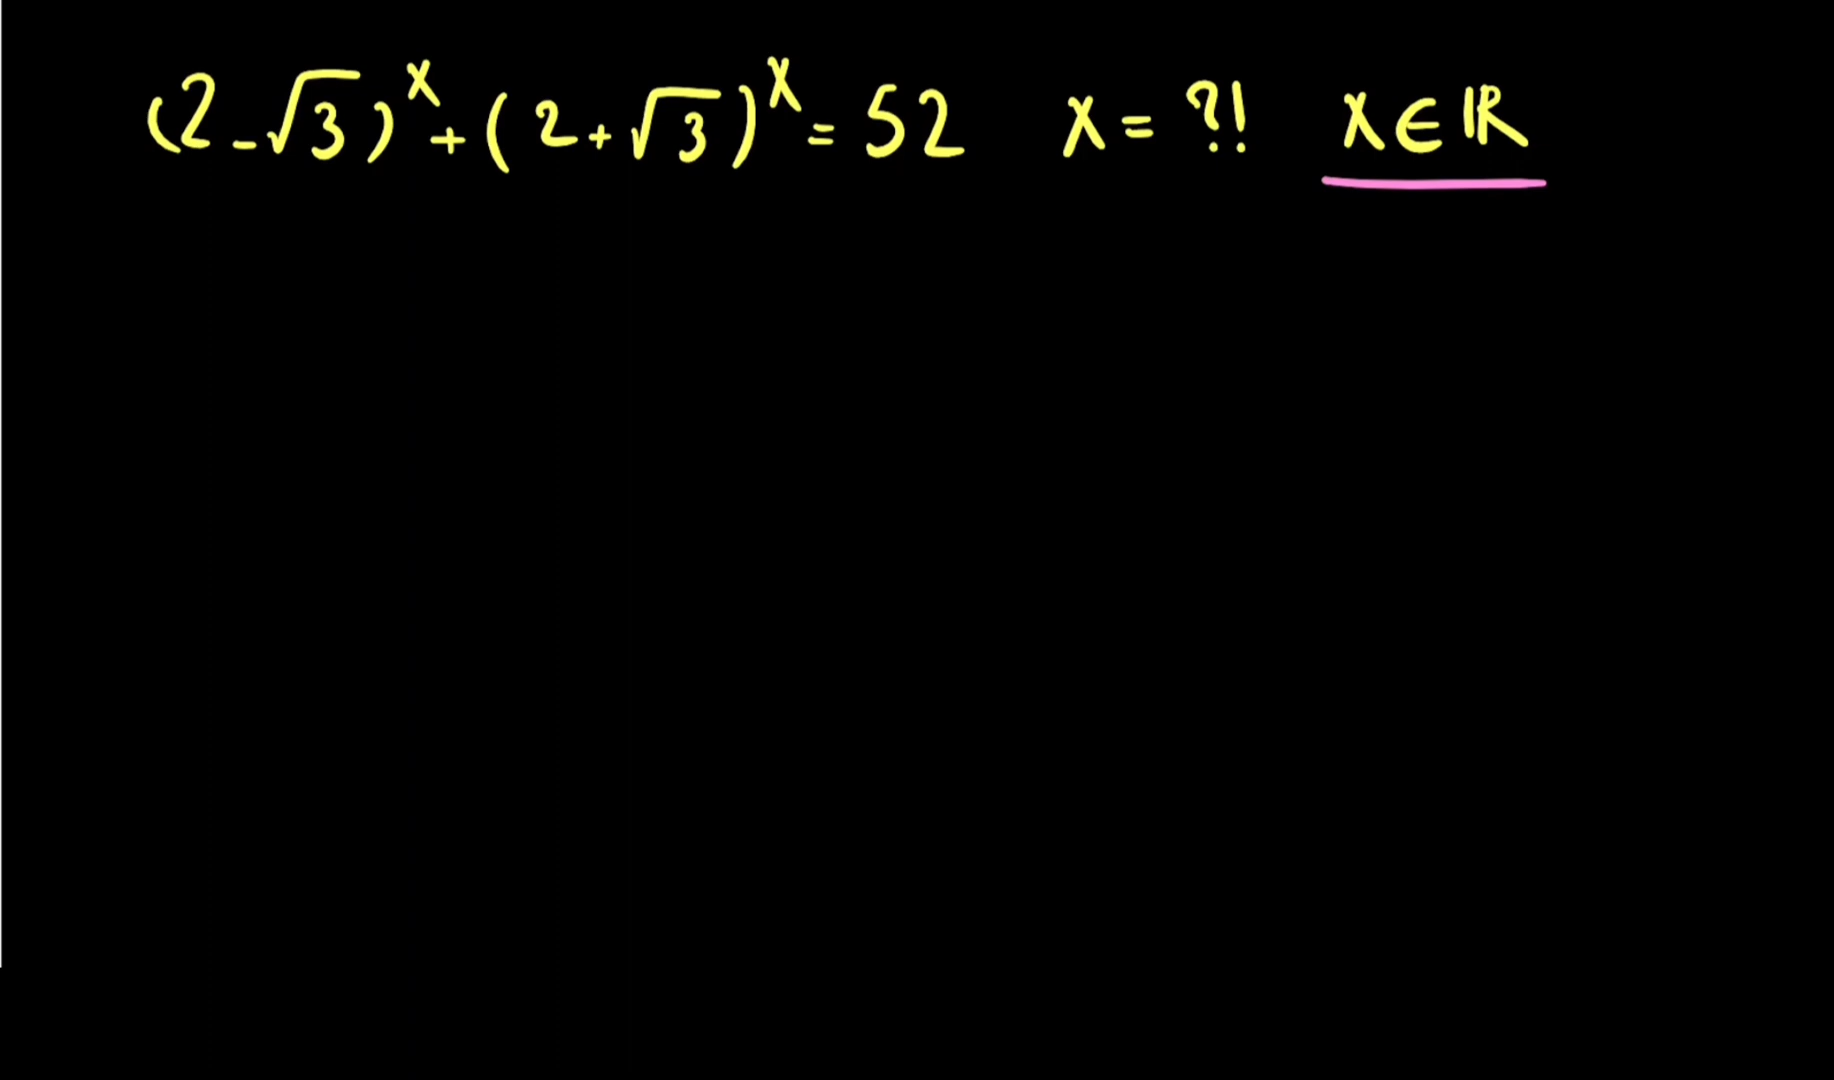 (2-√3)^x + (2+√3)^x = 52 x = ?! x∈ℝ